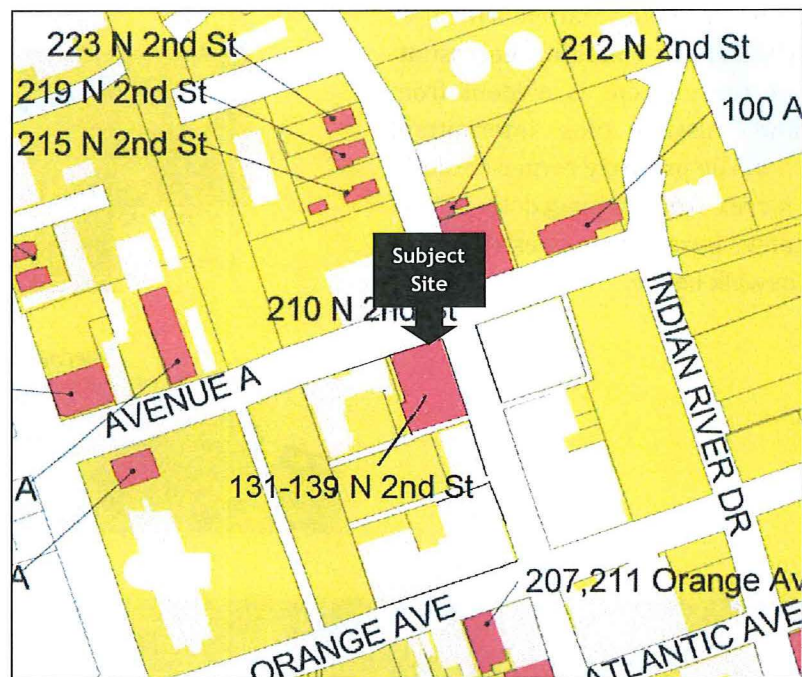 223 N 2nd St
212 N 2nd St
219 N 2nd St
100 A
215 N 2nd St
Subject
Site
210 N 2nd St
INDIAN RIVER DR
AVENUE A
131-139 N 2nd St
A
A
207,211 Orange Av
ORANGE AVE
ATLANTIC AVE